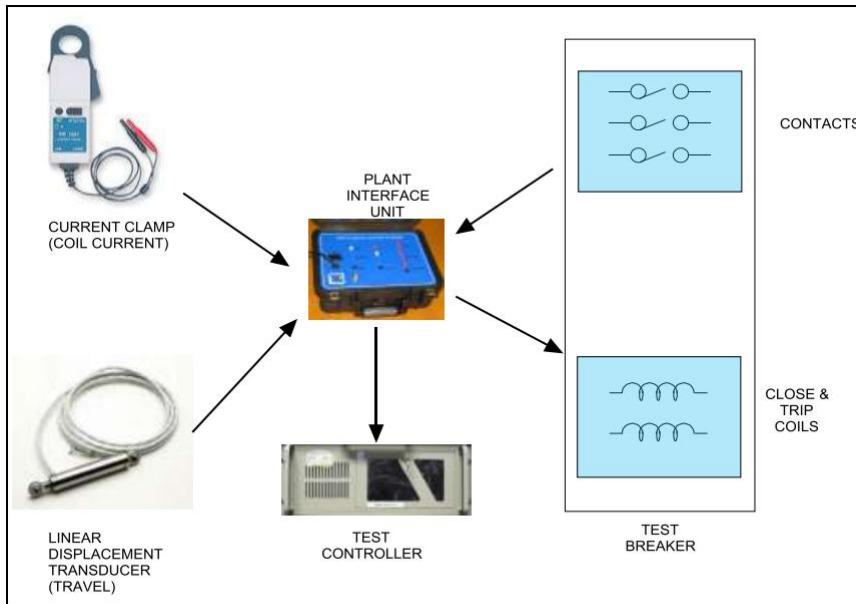 CURRENT CLAMP
(COIL CURRENT)
PLANT
INTERFACE
UNIT
CONTACTS
LINEAR
DISPLACEMENT
TRANSDUCER
(TRAVEL)
TEST
CONTROLLER
CLOSE &
TRIP
COILS
TEST
BREAKER